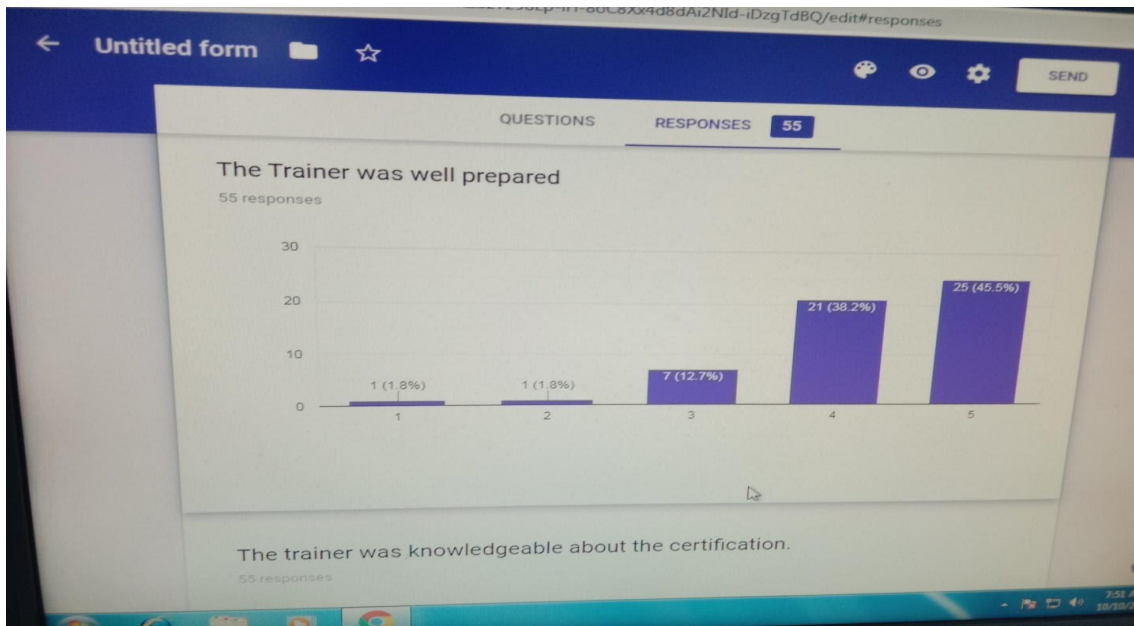 /edit#responses
Untitled form
SEND
QUESTIONS RESPONSES 55
The Trainer was well prepared
55 responses
30
20
10
0
1 (1.8%) 1 (1.8%) 7 (12.7%) 21 (38.2%) 25 (45.5%)
1 2 3 4 5
The trainer was knowledgeable about the certification.
55 responses
7:51